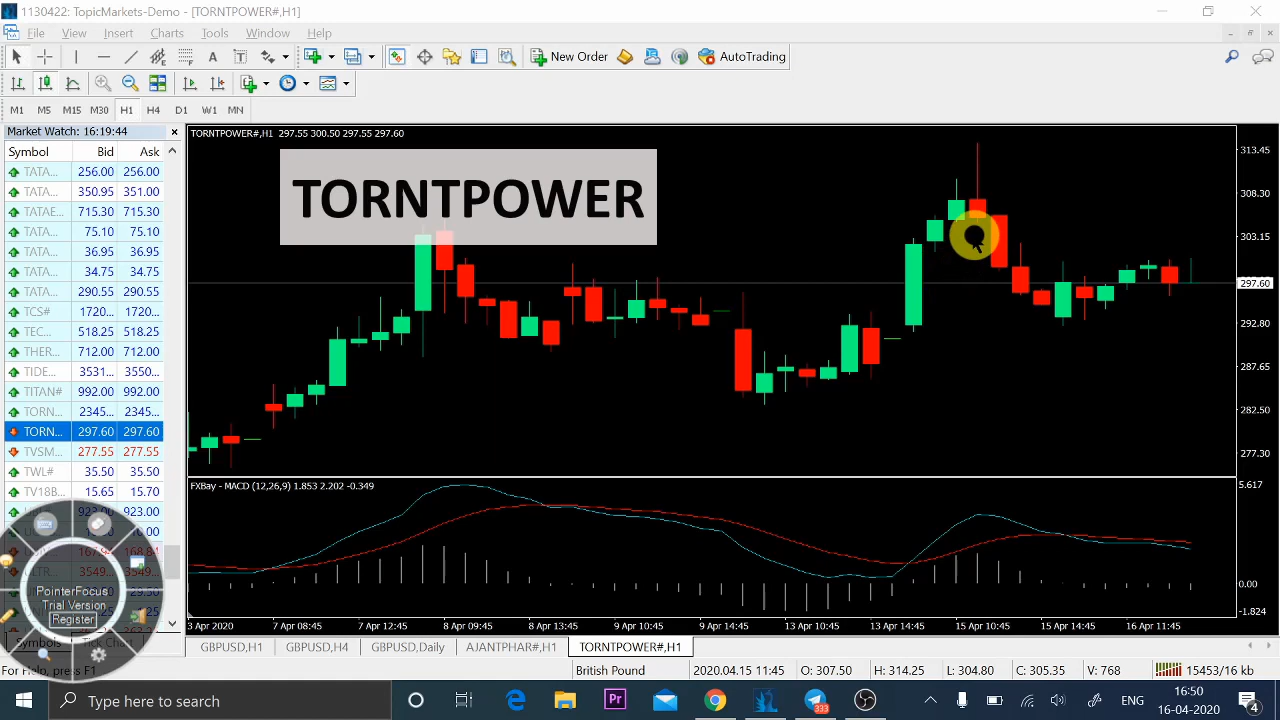 1130422: TopicMarkets-Demo - [TORNTPOWER#,H1]
File View Insert Charts Tools Window Help
New Order AutoTrading
M1 M5 M15 M30 H1 H4 D1 W1 MN
Market Watch: 16:19:44
Symbol Bid Ask
TATA... 256.00 256.00
TATA... 350.95 351.00
TATAE... 715.30 715.30
TATA... 75.10 75.10
TATA... 36.95 36.95
TATA... 34.75 34.75
TATA... 290.55 290.55
TCS# 1720... 1720...
TEC... 518.25 518.25
THER... 712.00 712.00
TIDE... 3531... 3550...
TITAN# 992.00 992.00
TORN... 2345... 2345...
TORN... 297.60 297.60
TVSM... 277.55 277.55
TWL# 35.50 35.50
TV18B... 15.65 15.70
923.00
PointerFocus
Trial Version
Register
TORNTPOWER#,H1 297.55 300.50 297.55 297.60
TORNTPOWER
313.45
308.30
303.15
297.60
292.80
287.65
282.50
277.30
FXBay - MACD (12,26,9) 1.853 2.202 -0.349
5.617
0.00
-1.824
3 Apr 2020 7 Apr 08:45 7 Apr 12:45 8 Apr 09:45 8 Apr 13:45 9 Apr 10:45 9 Apr 14:45 13 Apr 10:45 13 Apr 14:45 15 Apr 10:45 15 Apr 14:45 16 Apr 11:45
GBPUSD,H1 GBPUSD,H4 GBPUSD,Daily AJANTPHAR#,H1 TORNTPOWER#,H1
For Help, press F1 British Pound 2020.04.15 11:45 O: 307.50 H: 314.25 L: 304.80 C: 305.35 V: 768 15453/16 kb
Type here to search
Pr
333
ENG
16:50
16-04-2020
4